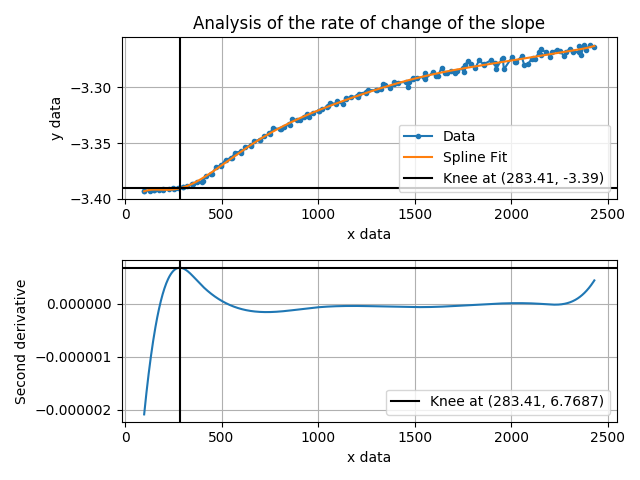 Analysis of the rate of change of the slope
y data
−3.30
−3.35
−3.40
Data
Spline Fit
Knee at (283.41, -3.39)
0
500
1000
1500
2000
2500
x data
Second derivative
0.000000
−0.000001
−0.000002
Knee at (283.41, 6.7687)
0
500
1000
1500
2000
2500
x data